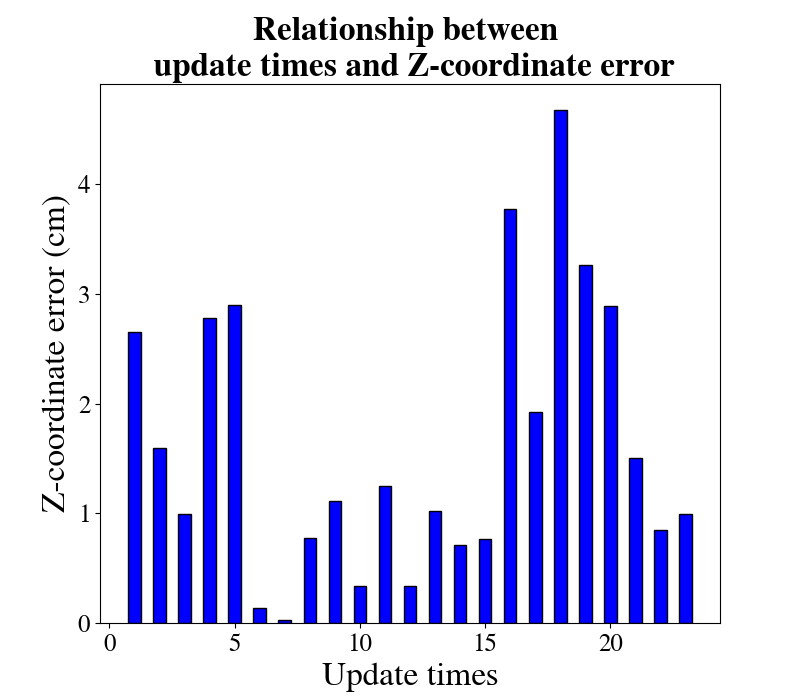 Relationship between
update times and Z-coordinate error
Z-coordinate error (cm)
4
3
2
1
0
0 5 10 15 20
Update times